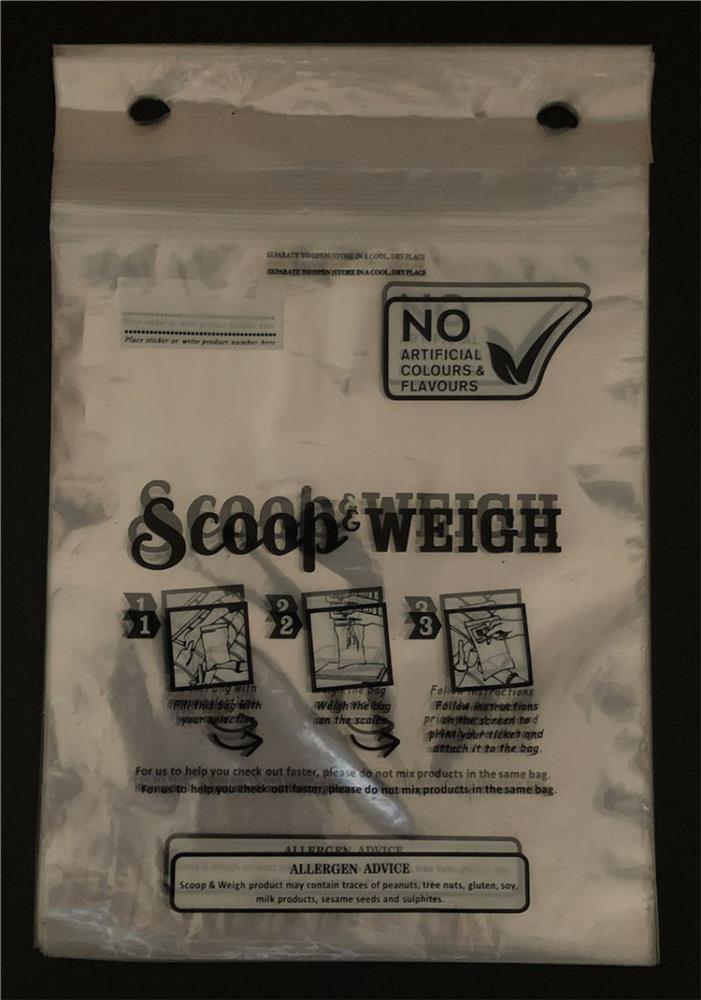 SEPARATE TO OPEN|STORE IN A COOL, DRY PLACE
SEPARATE TO OPEN|STORE IN A COOL, DRY PLACE
Place sticker or write product number here
NO
ARTIFICIAL
COLOURS &
FLAVOURS
Scoop & WEIGH
1
2
3
Fill this bag with
your selection
Weigh the bag
on the scales
Follow instructions
on the screen to
print your ticket and
attach it to the bag.
For us to help you check out faster, please do not mix products in the same bag.
For us to help you check out faster, please do not mix products in the same bag.
ALLERGEN ADVICE
ALLERGEN ADVICE
Scoop & Weigh product may contain traces of peanuts, tree nuts, gluten, soy,
milk products, sesame seeds and sulphites.